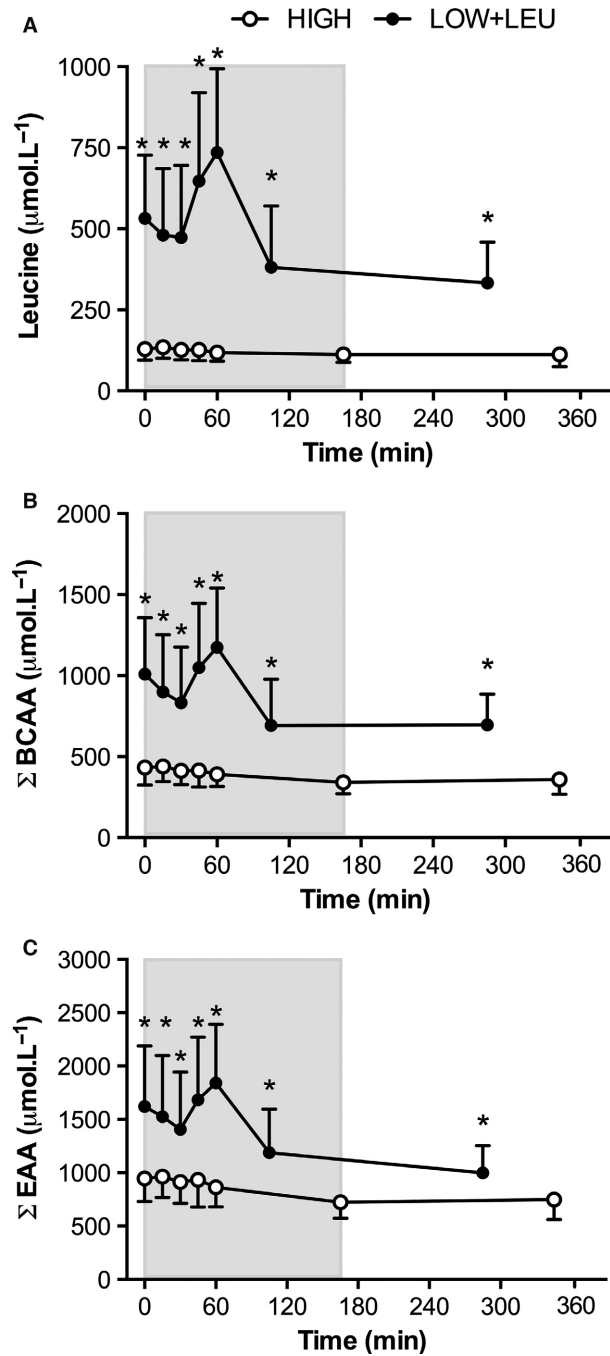 HIGH LOW+LEU
A
* * * * * * *
1000
750
500
250
0
Leucine (μmol.L⁻¹)
0 60 120 180 240 300 360
Time (min)
B
* * * * * * *
2000
1500
1000
500
0
Σ BCAA (μmol.L⁻¹)
0 60 120 180 240 300 360
Time (min)
C
* * * * * * *
3000
2500
2000
1500
1000
500
0
Σ EAA (μmol.L⁻¹)
0 60 120 180 240 300 360
Time (min)